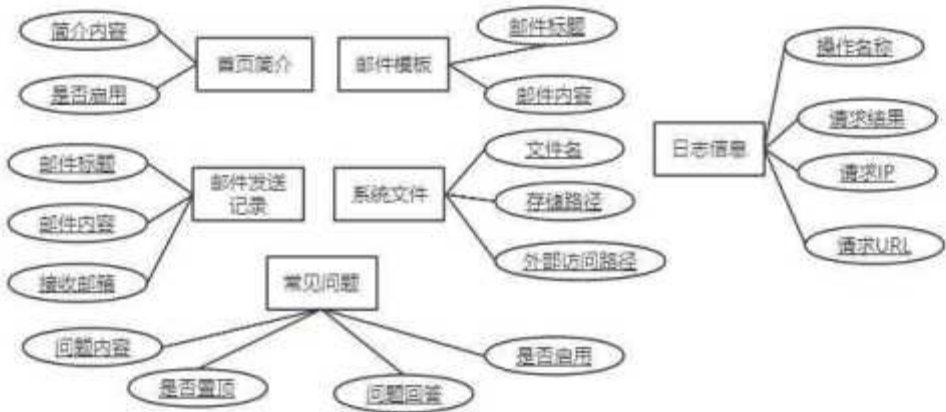 简介内容
首页简介
是否启用
邮件模板
邮件标题
邮件内容
操作名称
请求结果
日志信息
请求IP
请求URL
邮件标题
邮件发送
记录
邮件内容
接收邮箱
系统文件
文件名
存储路径
外部访问路径
常见问题
问题内容
是否置顶
问题回答
是否启用